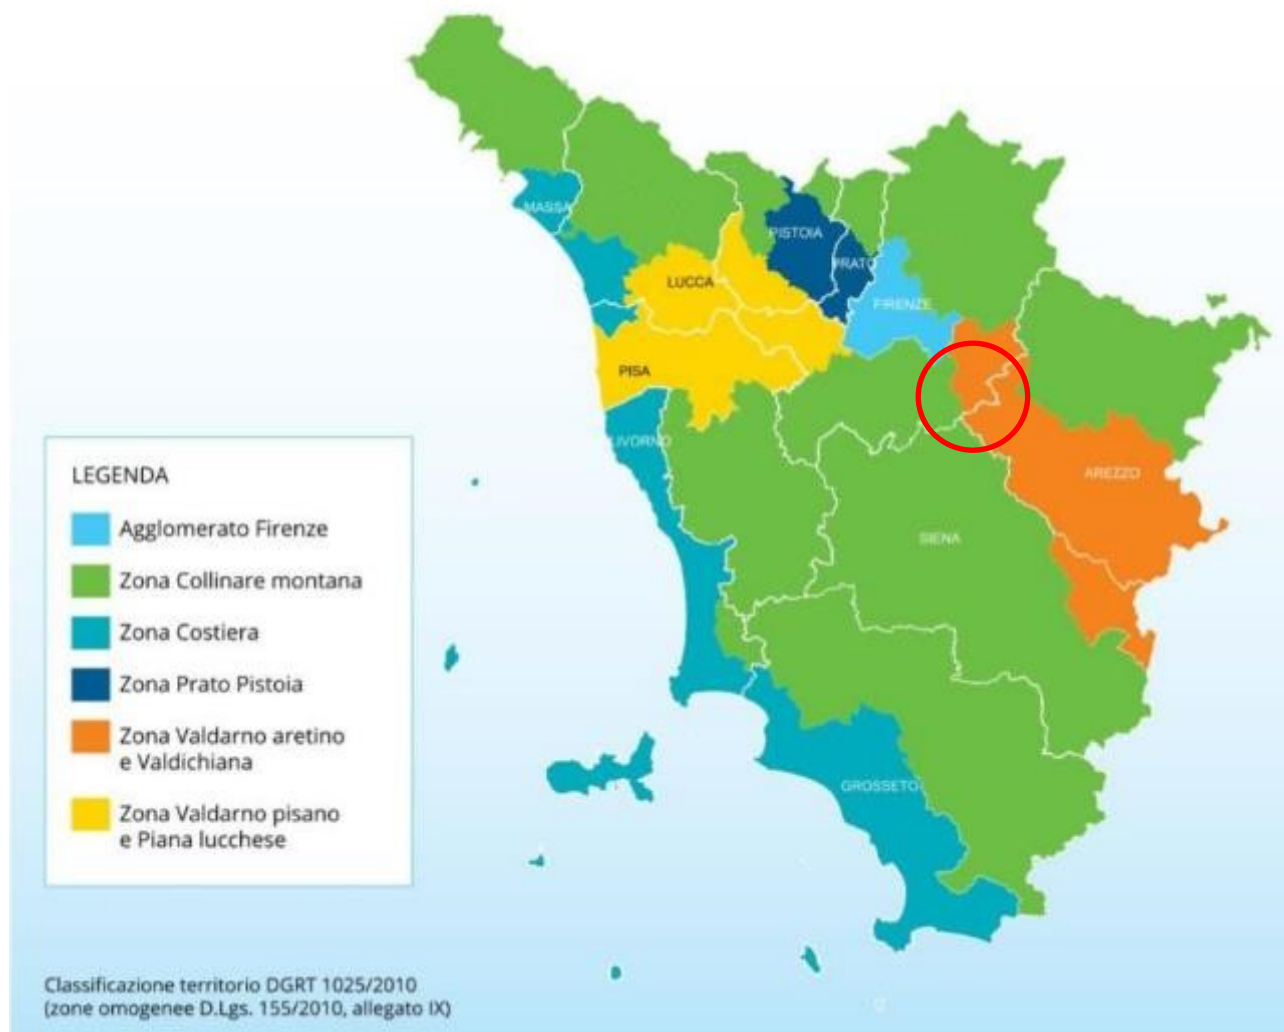 MASSA
PISTOIA
PRATO
LUCCA
FIRENZE
PISA
LIVORNO
AREZZO
SIENA
GROSSETO
LEGENDA
Agglomerato Firenze
Zona Collinare montana
Zona Costiera
Zona Prato Pistoia
Zona Valdarno aretino
e Valdichiana
Zona Valdarno pisano
e Piana lucchese
Classificazione territorio DGRT 1025/2010
(zone omogenee D.Lgs. 155/2010, allegato IX)